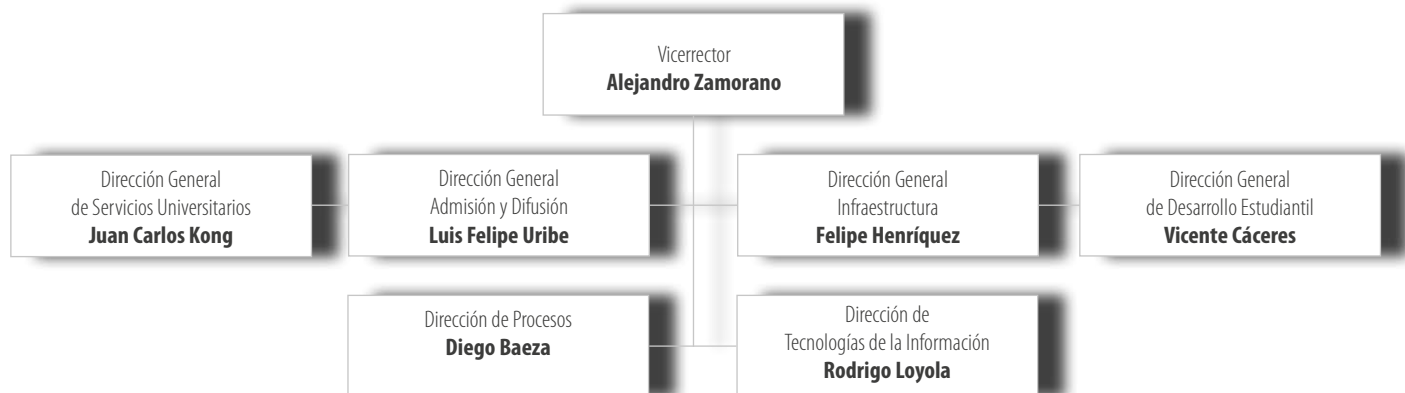 Vicerrector
Alejandro Zamorano
Dirección General
de Servicios Universitarios
Juan Carlos Kong
Dirección General
Admisión y Difusión
Luis Felipe Uribe
Dirección General
Infraestructura
Felipe Henríquez
Dirección General
de Desarrollo Estudiantil
Vicente Cáceres
Dirección de Procesos
Diego Baeza
Dirección de
Tecnologías de la Información
Rodrigo Loyola